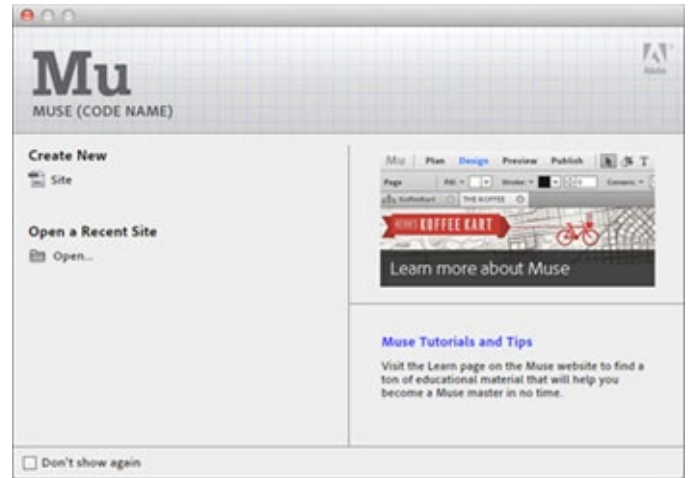 Mu
MUSE (CODE NAME)
Adobe
Create New
Site
Open a Recent Site
Open...
Mu Plan Design Preview Publish T
Page Fill: Stroke: Corners:
KoffeeKart THE KOFFEE
KOFFEE KART
Learn more about Muse
Muse Tutorials and Tips
Visit the Learn page on the Muse website to find a
ton of educational material that will help you
become a Muse master in no time.
Don't show again